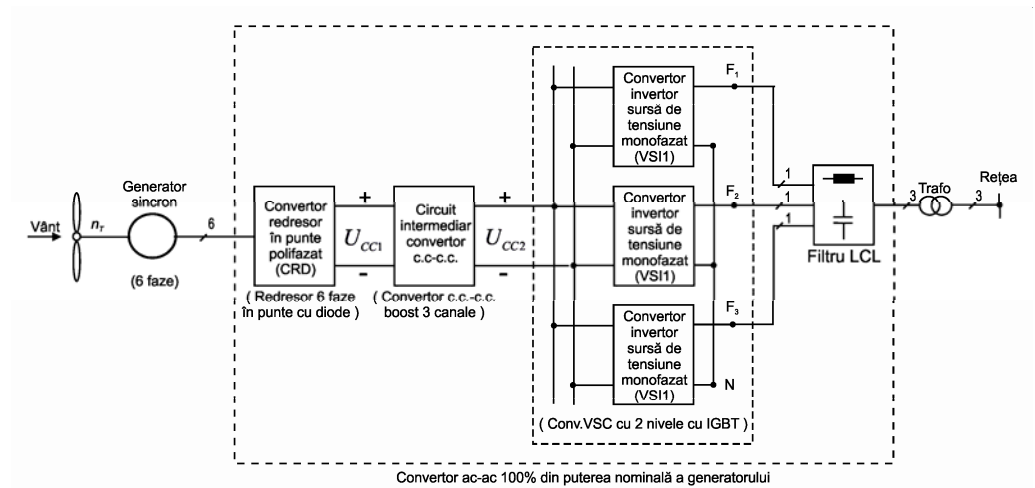 Convertor
invertor
sursă de
tensiune
monofazat
(VSI1)
F1
1
Generator
sincron
Vânt
nT
(6 faze)
6
Convertor
redresor
în punte
polifazat
(CRD)
+
UCC1
-
Circuit
intermediar
convertor
c.c-c.c.
+
UCC2
-
Convertor
invertor
sursă de
tensiune
monofazat
(VSI1)
F2
1
1
Filtru LCL
3
Trafo
3
Rețea
( Redresor 6 faze
în punte cu diode )
( Convertor c.c.-c.c.
boost 3 canale )
Convertor
invertor
sursă de
tensiune
monofazat
(VSI1)
F3
N
( Conv.VSC cu 2 nivele cu IGBT )
Convertor ac-ac 100% din puterea nominală a generatorului